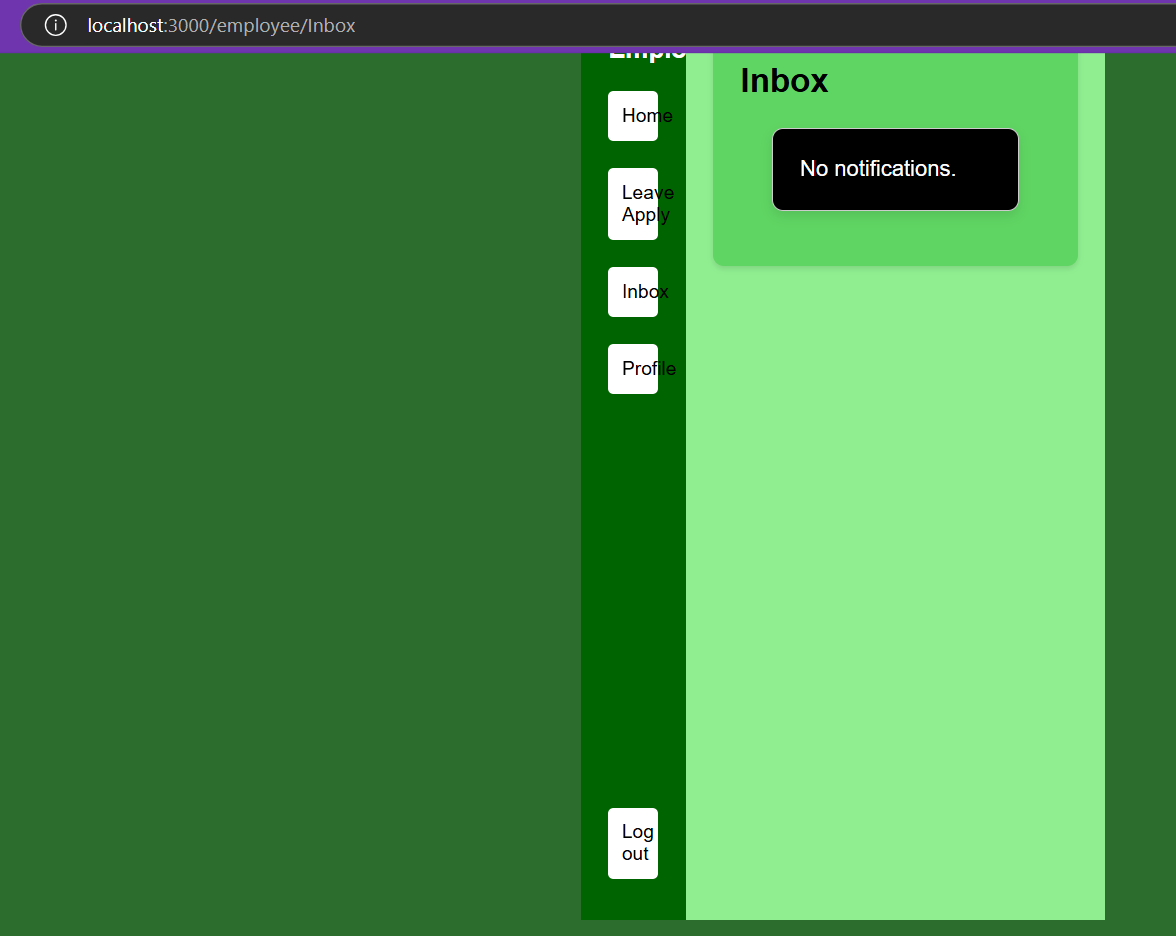 localhost:3000/employee/Inbox
Inbox
No notifications.
Home
Leave
Apply
Inbox
Profile
Log
out